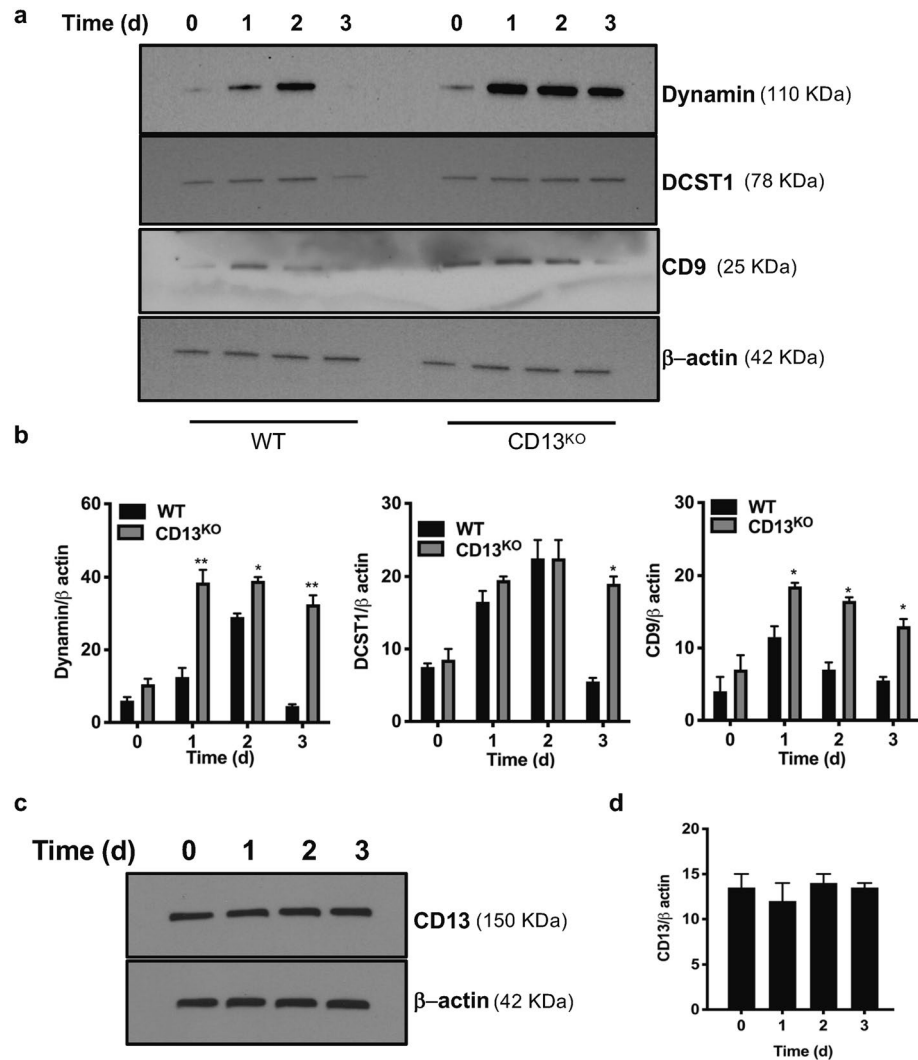 a
Time (d) 0 1 2 3 0 1 2 3
Dynamin (110 KDa)
DCST1 (78 KDa)
CD9 (25 KDa)
β–actin (42 KDa)
WT CD13ᴷᴼ
b
60
40
20
0
Dynamin/β actin
WT
CD13ᴷᴼ
** * **
0 1 2 3
Time (d)
30
20
10
0
DCST1/β actin
WT
CD13ᴷᴼ
*
0 1 2 3
Time (d)
30
20
10
0
CD9/β actin
WT
CD13ᴷᴼ
* * *
0 1 2 3
Time (d)
c
Time (d) 0 1 2 3
CD13 (150 KDa)
β–actin (42 KDa)
d
20
15
10
5
0
CD13/β actin
0 1 2 3
Time (d)